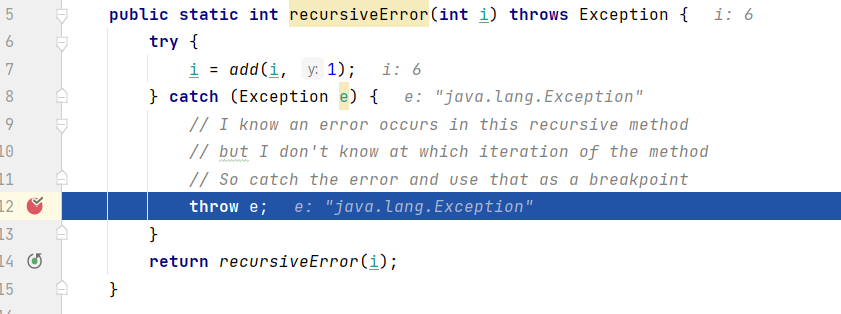 5 public static int recursiveError(int i) throws Exception { i: 6
6 try {
7 i = add(i, y: 1); i: 6
8 } catch (Exception e) { e: "java.lang.Exception"
9 // I know an error occurs in this recursive method
10 // but I don't know at which iteration of the method
11 // So catch the error and use that as a breakpoint
12 throw e; e: "java.lang.Exception"
13 }
14 return recursiveError(i);
15 }